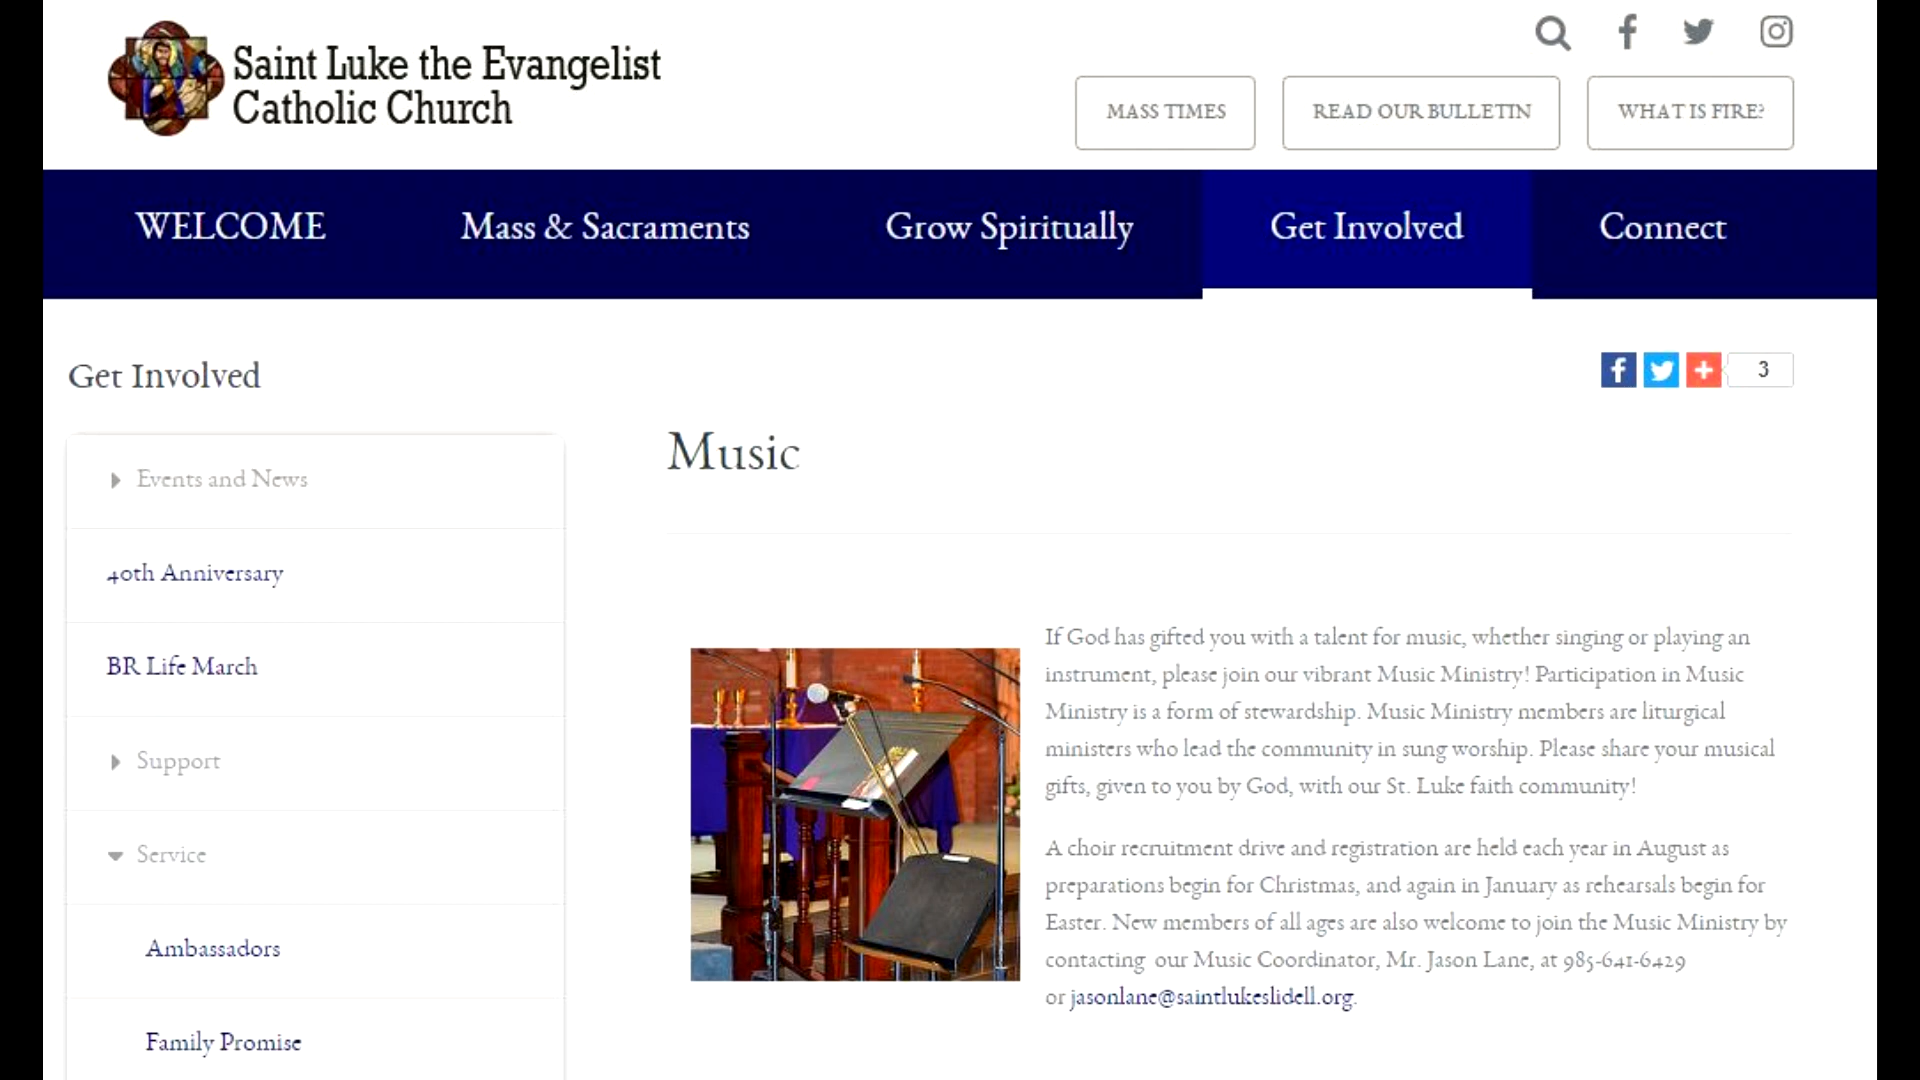 Saint Luke the Evangelist
Catholic Church
MASS TIMES
READ OUR BULLETIN
WHAT IS FIRE?
WELCOME
Mass & Sacraments
Grow Spiritually
Get Involved
Connect
Get Involved
3
Events and News
40th Anniversary
BR Life March
Support
Service
Ambassadors
Family Promise
Music
If God has gifted you with a talent for music, whether singing or playing an
instrument, please join our vibrant Music Ministry! Participation in Music
Ministry is a form of stewardship. Music Ministry members are liturgical
ministers who lead the community in sung worship. Please share your musical
gifts, given to you by God, with our St. Luke faith community!
A choir recruitment drive and registration are held each year in August as
preparations begin for Christmas, and again in January as rehearsals begin for
Easter. New members of all ages are also welcome to join the Music Ministry by
contacting our Music Coordinator, Mr. Jason Lane, at 985-641-6429
or jasonlane@saintlukeslidell.org.